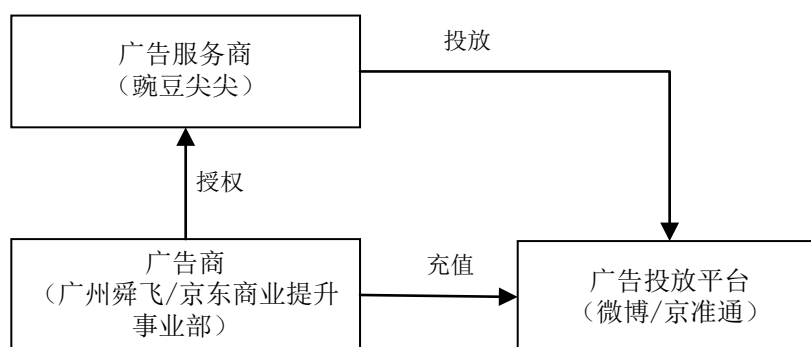 广告服务商
（豌豆尖尖）
投放
授权
广告商
（广州舜飞/京东商业提升
事业部）
充值
广告投放平台
（微博/京准通）